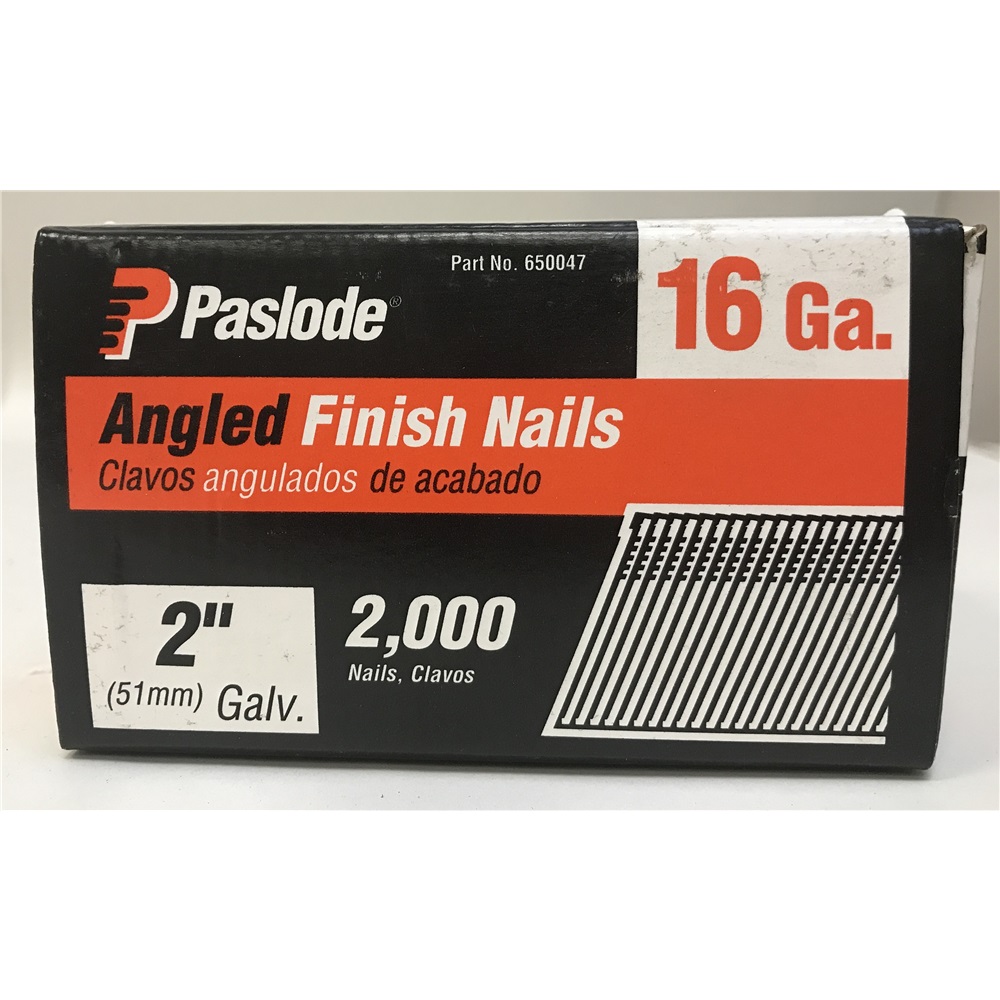 Part No. 650047
Paslode®
16 Ga.
Angled Finish Nails
Clavos angulados de acabado
2"
(51mm) Galv.
2,000
Nails, Clavos